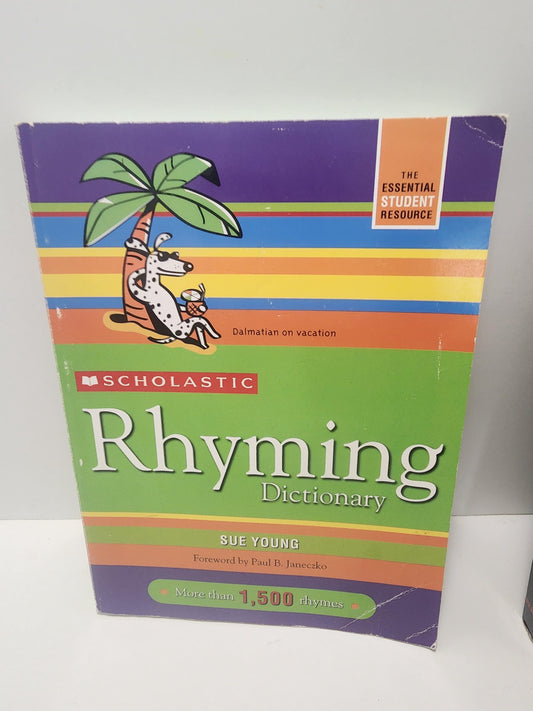 THE
ESSENTIAL
STUDENT
RESOURCE
Dalmatian on vacation
SCHOLASTIC
Rhyming
Dictionary
SUE YOUNG
Foreword by Paul B. Janeczko
• More than 1,500 rhymes •